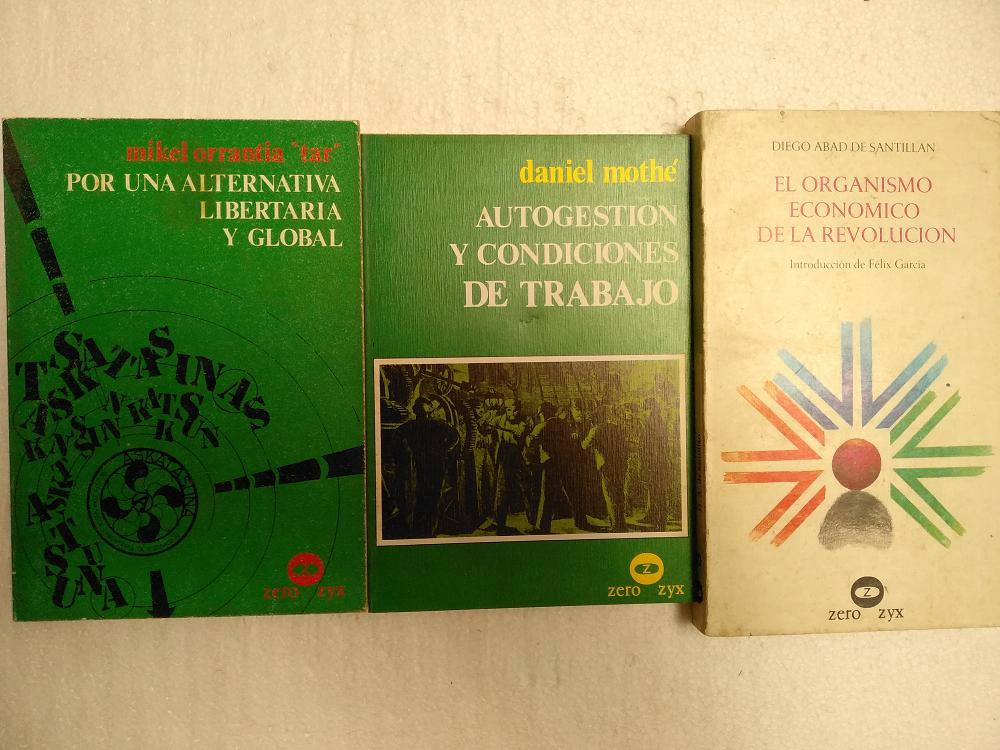 mikel orrantia "tar"
POR UNA ALTERNATIVA
LIBERTARIA
Y GLOBAL
ASKATASUNA
zero zyx
daniel mothé
AUTOGESTION
Y CONDICIONES
DE TRABAJO
Z
zero zyx
DIEGO ABAD DE SANTILLAN
EL ORGANISMO
ECONOMICO
DE LA REVOLUCION
Introducción de Félix García
Z
zero zyx